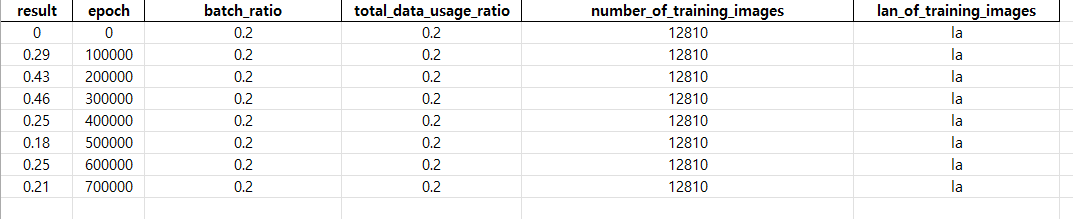 result epoch batch_ratio total_data_usage_ratio number_of_training_images lan_of_training_images
0 0 0.2 0.2 12810 la
0.29 100000 0.2 0.2 12810 la
0.43 200000 0.2 0.2 12810 la
0.46 300000 0.2 0.2 12810 la
0.25 400000 0.2 0.2 12810 la
0.18 500000 0.2 0.2 12810 la
0.25 600000 0.2 0.2 12810 la
0.21 700000 0.2 0.2 12810 la